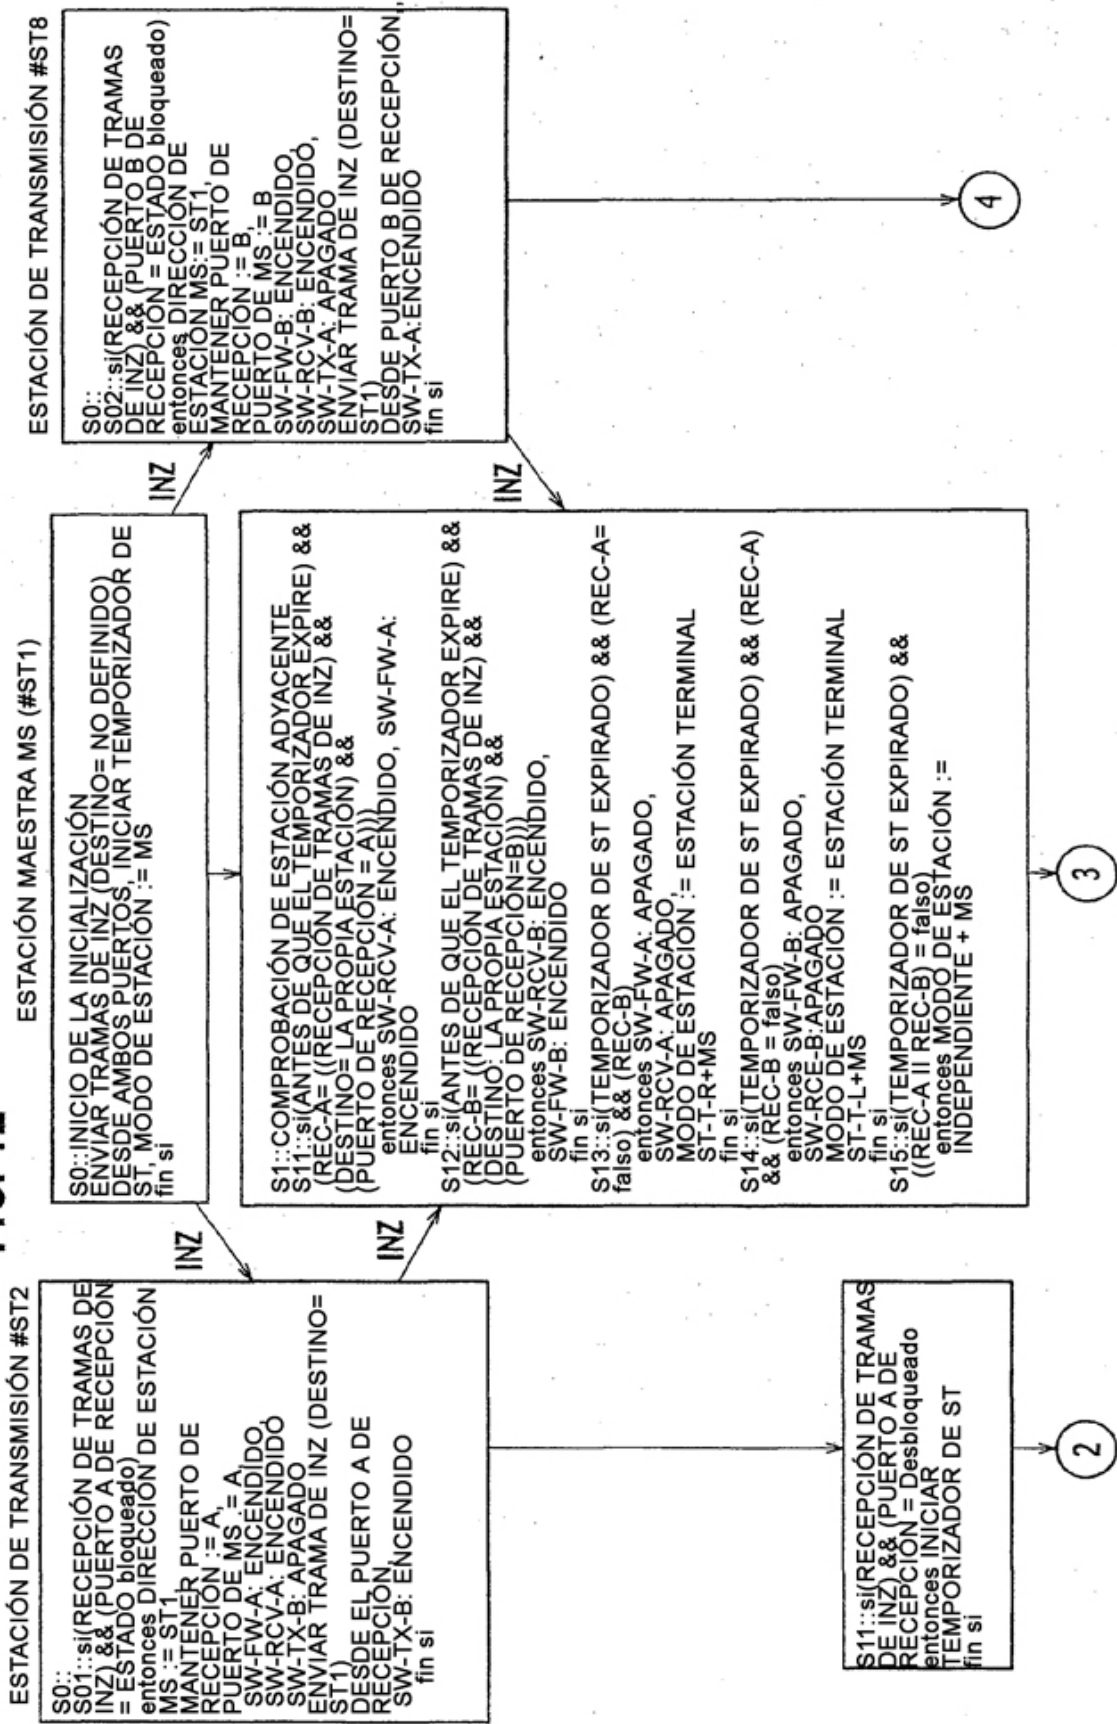 ESTACIÓN DE TRANSMISIÓN #ST2
S0::
S01::si(RECEPCIÓN DE TRAMAS DE
INZ) && (PUERTO A DE RECEPCIÓN
= ESTADO bloqueado)
entonces DIRECCIÓN DE ESTACIÓN
MS := ST1,
MANTENER PUERTO DE
RECEPCIÓN := A,
PUERTO DE MS := A,
SW-FW-A: ENCENDIDO,
SW-RCV-A: ENCENDIDO
SW-TX-B: APAGADO
ENVIAR TRAMA DE INZ (DESTINO=
ST1)
DESDE EL PUERTO A DE
RECEPCIÓN,
SW-TX-B: ENCENDIDO
fin si
INZ
INZ
S11::si(RECEPCIÓN DE TRAMAS
DE INZ) && (PUERTO A DE
RECEPCIÓN = Desbloqueado
entonces INICIAR
TEMPORIZADOR DE ST
fin si
2
ESTACIÓN MAESTRA MS (#ST1)
S0::INICIO DE LA INICIALIZACIÓN
ENVIAR TRAMAS DE INZ (DESTINO= NO DEFINIDO)
DESDE AMBOS PUERTOS, INICIAR TEMPORIZADOR DE
ST, MODO DE ESTACIÓN := MS
fin si
S1::COMPROBACIÓN DE ESTACIÓN ADYACENTE
S11::si(ANTES DE QUE EL TEMPORIZADOR EXPIRE) &&
(REC-A= ((RECEPCIÓN DE TRAMAS DE INZ) &&
(DESTINO= LA PROPIA ESTACIÓN) &&
(PUERTO DE RECEPCIÓN = A)))
entonces SW-RCV-A: ENCENDIDO, SW-FW-A:
ENCENDIDO
fin si
S12::si(ANTES DE QUE EL TEMPORIZADOR EXPIRE) &&
(REC-B= ((RECEPCIÓN DE TRAMAS DE INZ) &&
(DESTINO: LA PROPIA ESTACIÓN) &&
(PUERTO DE RECEPCIÓN=B)))
entonces SW-RCV-B: ENCENDIDO,
SW-FW-B: ENCENDIDO
fin si
S13::si(TEMPORIZADOR DE ST EXPIRADO) && (REC-A=
falso) && (REC-B)
entonces SW-FW-A: APAGADO,
SW-RCV-A: APAGADO,
MODO DE ESTACIÓN := ESTACIÓN TERMINAL
ST-T-R+MS
fin si
S14::si(TEMPORIZADOR DE ST EXPIRADO) && (REC-A)
&& (REC-B = falso)
entonces SW-FW-B: APAGADO,
SW-RCE-B:APAGADO
MODO DE ESTACIÓN := ESTACIÓN TERMINAL
ST-T-L+MS
fin si
S15::si(TEMPORIZADOR DE ST EXPIRADO) &&
((REC-A II REC-B) = falso)
entonces MODO DE ESTACIÓN :=
INDEPENDIENTE + MS
3
ESTACIÓN DE TRANSMISIÓN #ST8
S0::
S02::si(RECEPCIÓN DE TRAMAS
DE INZ) && (PUERTO B DE
RECEPCIÓN = ESTADO bloqueado)
entonces DIRECCIÓN DE
ESTACIÓN MS:= ST1,
MANTENER PUERTO DE
RECEPCIÓN := B,
PUERTO DE MS := B
SW-FW-B: ENCENDIDO,
SW-RCV-B: ENCENDIDO,
SW-TX-A: APAGADO
ENVIAR TRAMA DE INZ (DESTINO=
ST1)
DESDE PUERTO B DE RECEPCIÓN,,
SW-TX-A:ENCENDIDO
fin si
INZ
INZ
4